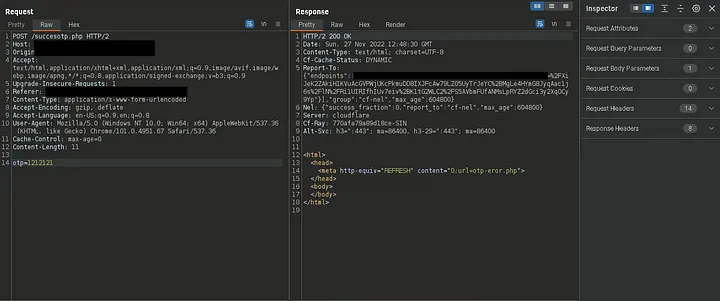 Request
Pretty
Raw
Hex
\n
1 POST /successotp.php HTTP/2
2 Host:
3 Origin
4 Accept:
text/html,application/xhtml+xml,application/xml;q=0.9,image/avif,image/webp,image/apng,*/*;q=0.8,application/signed-exchange;v=b3;q=0.9
5 Upgrade-Insecure-Requests: 1
6 Referer:
7 Content-Type: application/x-www-form-urlencoded
8 Accept-Encoding: gzip, deflate
9 Accept-Language: en-US;q=0.9,en;q=0.8
10 User-Agent: Mozilla/5.0 (Windows NT 10.0; Win64; x64) AppleWebKit/537.36
(KHTML, like Gecko) Chrome/101.0.4951.67 Safari/537.36
11 Cache-Control: max-age=0
12 Content-Length: 11
13
14 otp=1212121
Response
Pretty
Raw
Hex
Render
\n
1 HTTP/2 200 OK
2 Date: Sun, 27 Nov 2022 12:48:30 GMT
3 Content-Type: text/html; charset=UTF-8
4 Cf-Cache-Status: DYNAMIC
5 Report-To:
{"endpoints":
9Yp"}],"group":"cf-nel","max_age":604800}
6 Nel: {"success_fraction":0,"report_to":"cf-nel","max_age":604800}
7 Server: cloudflare
8 Cf-Ray: 770afa79a89d18ce-SIN
9 Alt-Svc: h3=":443"; ma=86400, h3-29=":443"; ma=86400
10
11
12 <html>
13 <head>
14 <meta http-equiv="REFRESH" content="0;url=otp-eror.php">
15 </head>
16 <body>
17 </body>
18 </html>
19
Inspector
Request Attributes 2
Request Query Parameters 0
Request Body Parameters 1
Request Cookies 0
Request Headers 14
Response Headers 8